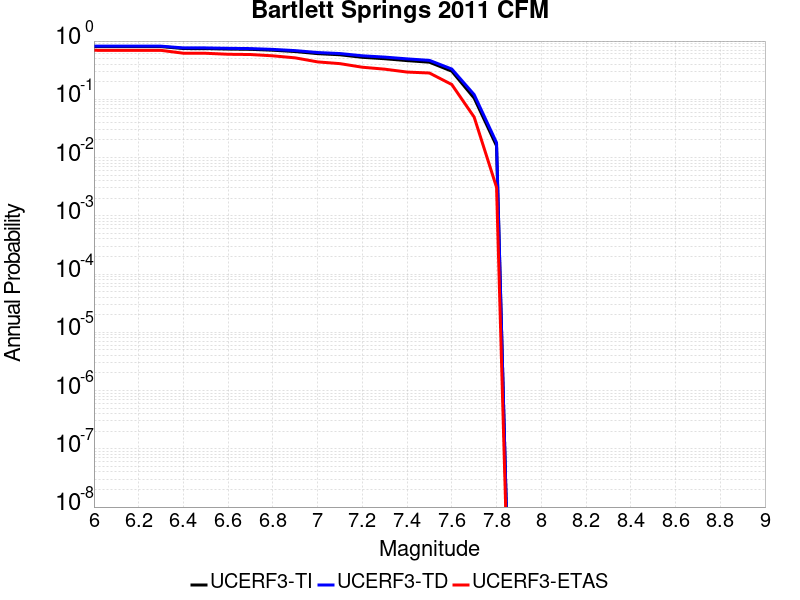 Bartlett Springs 2011 CFM
10^0
10^-1
10^-2
10^-3
10^-4
10^-5
10^-6
10^-7
10^-8
Annual Probability
6 6.2 6.4 6.6 6.8 7 7.2 7.4 7.6 7.8 8 8.2 8.4 8.6 8.8 9
Magnitude
UCERF3-TI UCERF3-TD UCERF3-ETAS